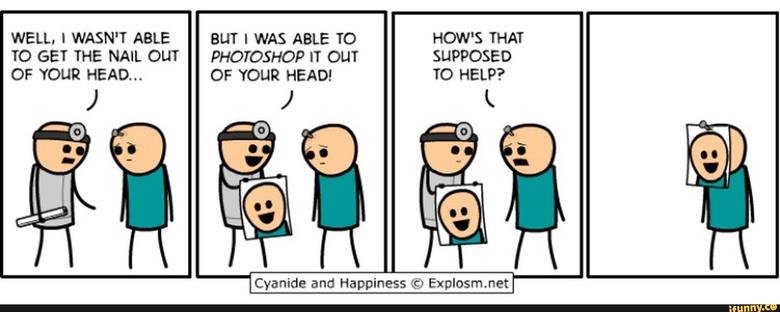 WELL, I WASN'T ABLE
TO GET THE NAIL OUT
OF YOUR HEAD...
BUT I WAS ABLE TO
PHOTOSHOP IT OUT
OF YOUR HEAD!
HOW'S THAT
SUPPOSED
TO HELP?
Cyanide and Happiness © Explosm.net
ifunny.co